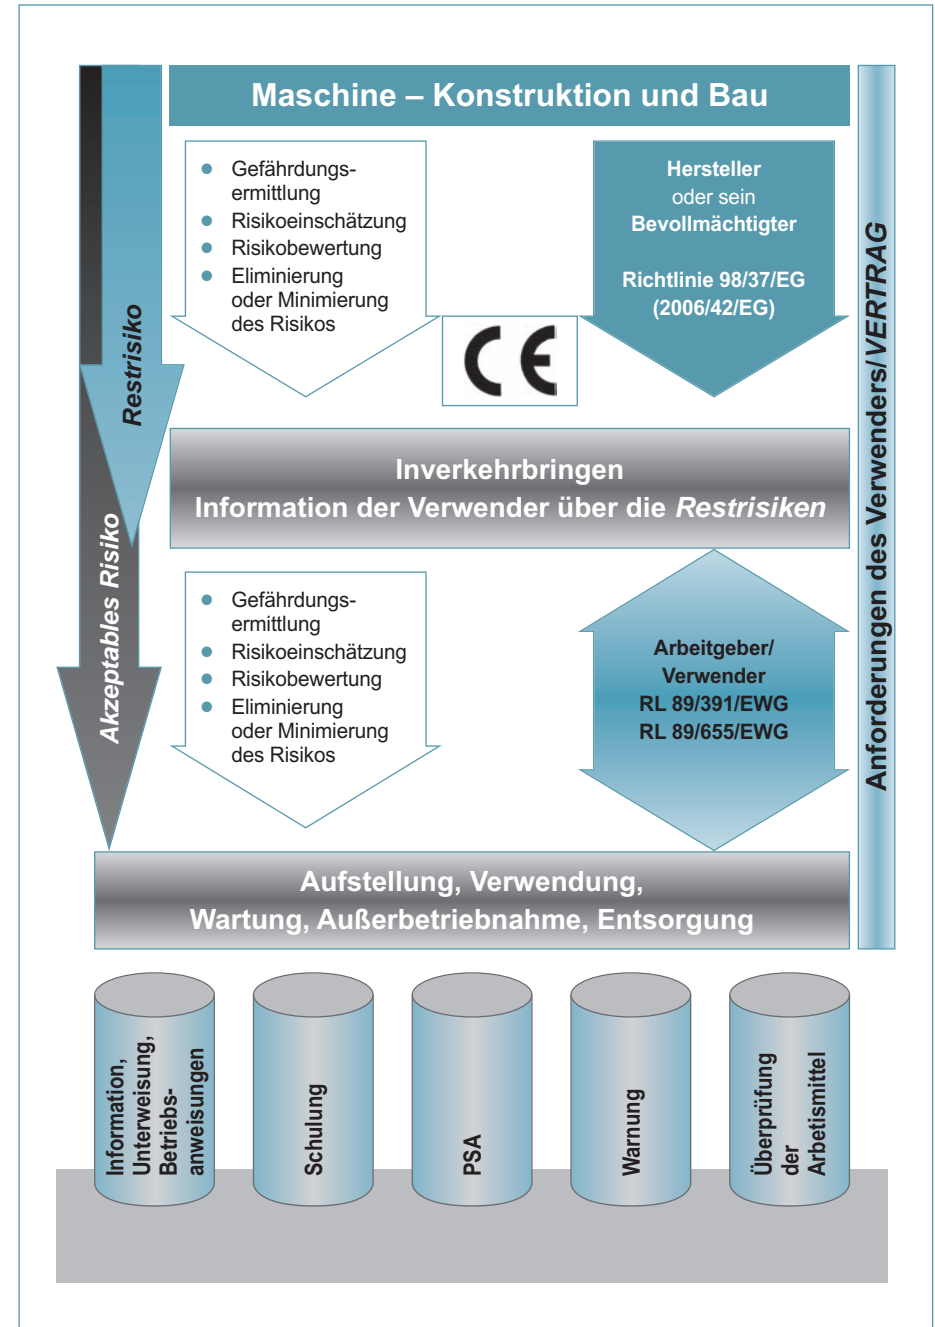 Maschine – Konstruktion und Bau
Gefährdungs-
ermittlung
Risikoeinschätzung
Risikobewertung
Eliminierung
oder Minimierung
des Risikos
Hersteller
oder sein
Bevollmächtigter
Richtlinie 98/37/EG
(2006/42/EG)
CE
Restrisiko
Akzeptables Risiko
Anforderungen des Verwenders/VERTRAG
Inverkehrbringen
Information der Verwender über die Restrisiken
Gefährdungs-
ermittlung
Risikoeinschätzung
Risikobewertung
Eliminierung
oder Minimierung
des Risikos
Arbeitgeber/
Verwender
RL 89/391/EWG
RL 89/655/EWG
Aufstellung, Verwendung,
Wartung, Außerbetriebnahme, Entsorgung
Information,
Unterweisung,
Betriebs-
anweisungen
Schulung
PSA
Warnung
Überprüfung
der
Arbetismittel